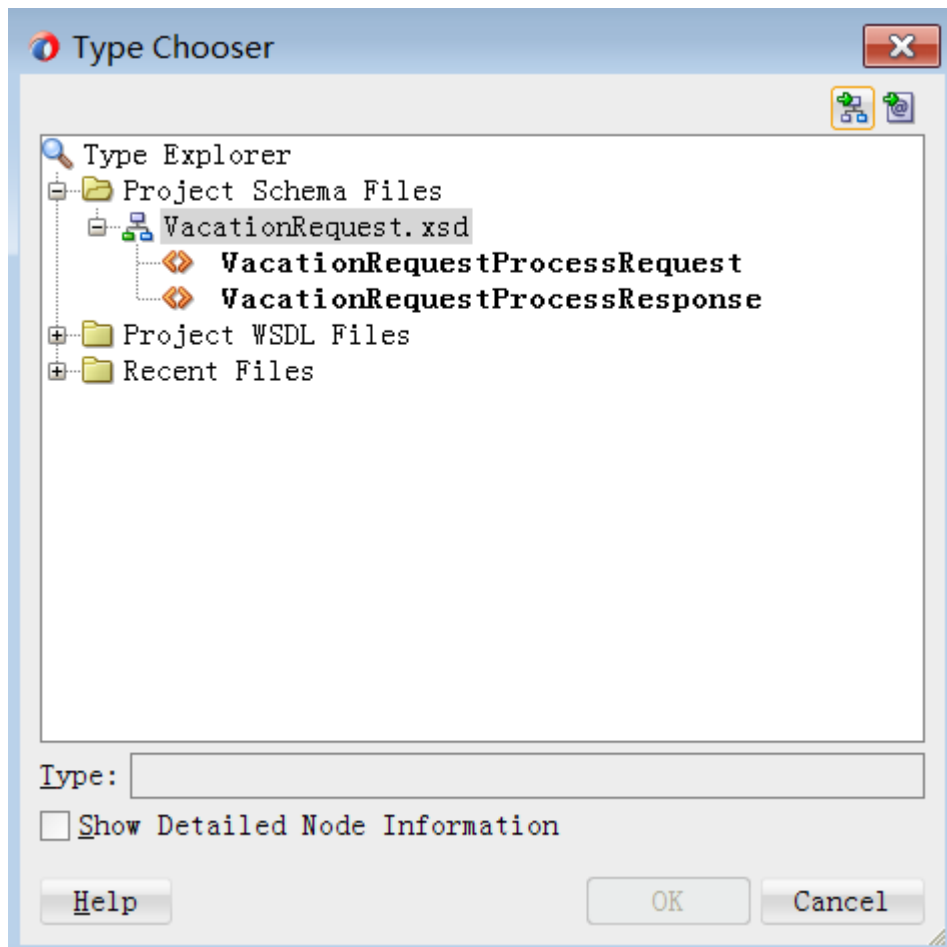 Type Chooser
Type Explorer
Project Schema Files
VacationRequest.xsd
VacationRequestProcessRequest
VacationRequestProcessResponse
Project WSDL Files
Recent Files
Type:
Show Detailed Node Information
Help OK Cancel